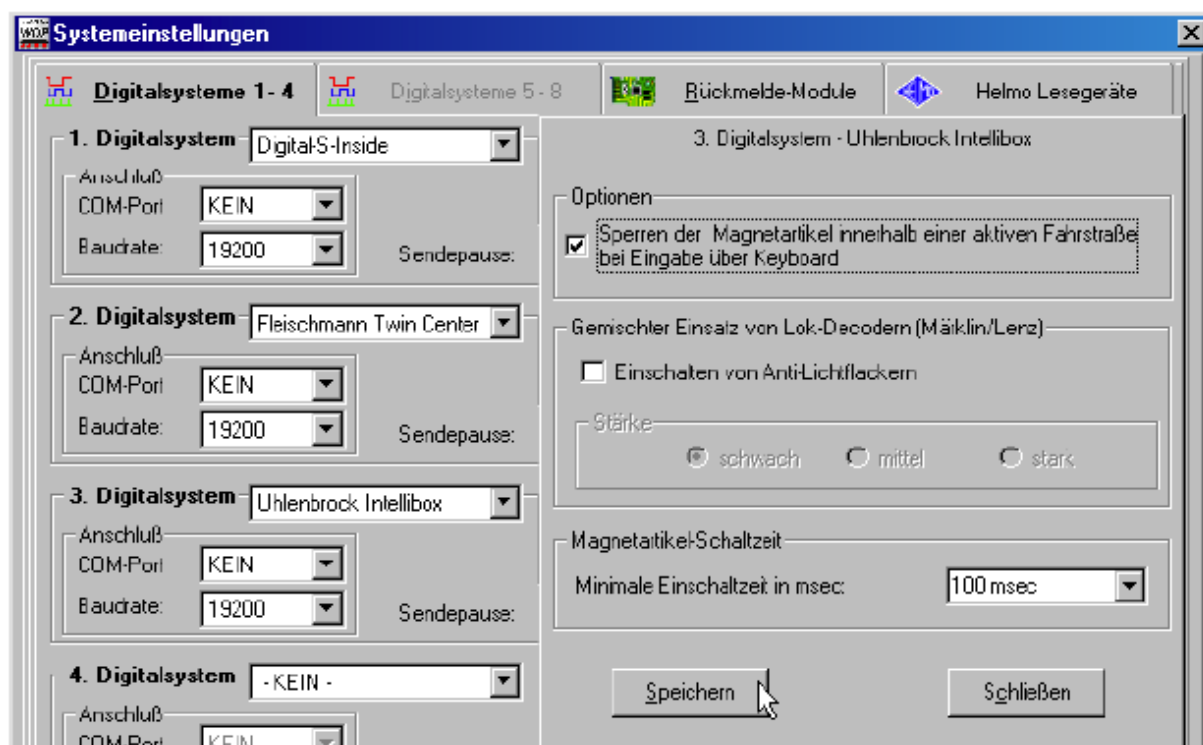 Systemeinstellungen
Digitalsysteme 1 - 4
Digitalsysteme 5 - 8
Rückmelde-Module
Helmo Lesegeräte
1. Digitalsystem
Digital-S-Inside
Anschluß
COM-Port
KEIN
Baudrate:
19200
Sendepause:
2. Digitalsystem
Fleischmann Twin Center
Anschluß
COM-Port
KEIN
Baudrate:
19200
Sendepause:
3. Digitalsystem
Uhlenbrock Intellibox
Anschluß
COM-Port
KEIN
Baudrate:
19200
Sendepause:
4. Digitalsystem
- KEIN -
Anschluß
COM-Port
KEIN
3. Digitalsystem - Uhlenbrock Intellibox
Optionen
Sperren der Magnetartikel innerhalb einer aktiven Fahrstraße
bei Eingabe über Keyboard
Gemischter Einsatz von Lok-Decodern (Märklin/Lenz)
Einschalten von Anti-Lichtflackern
Stärke
schwach
mittel
stark
Magnetartikel-Schaltzeit
Minimale Einschaltzeit in msec:
100 msec
Speichern
Schließen